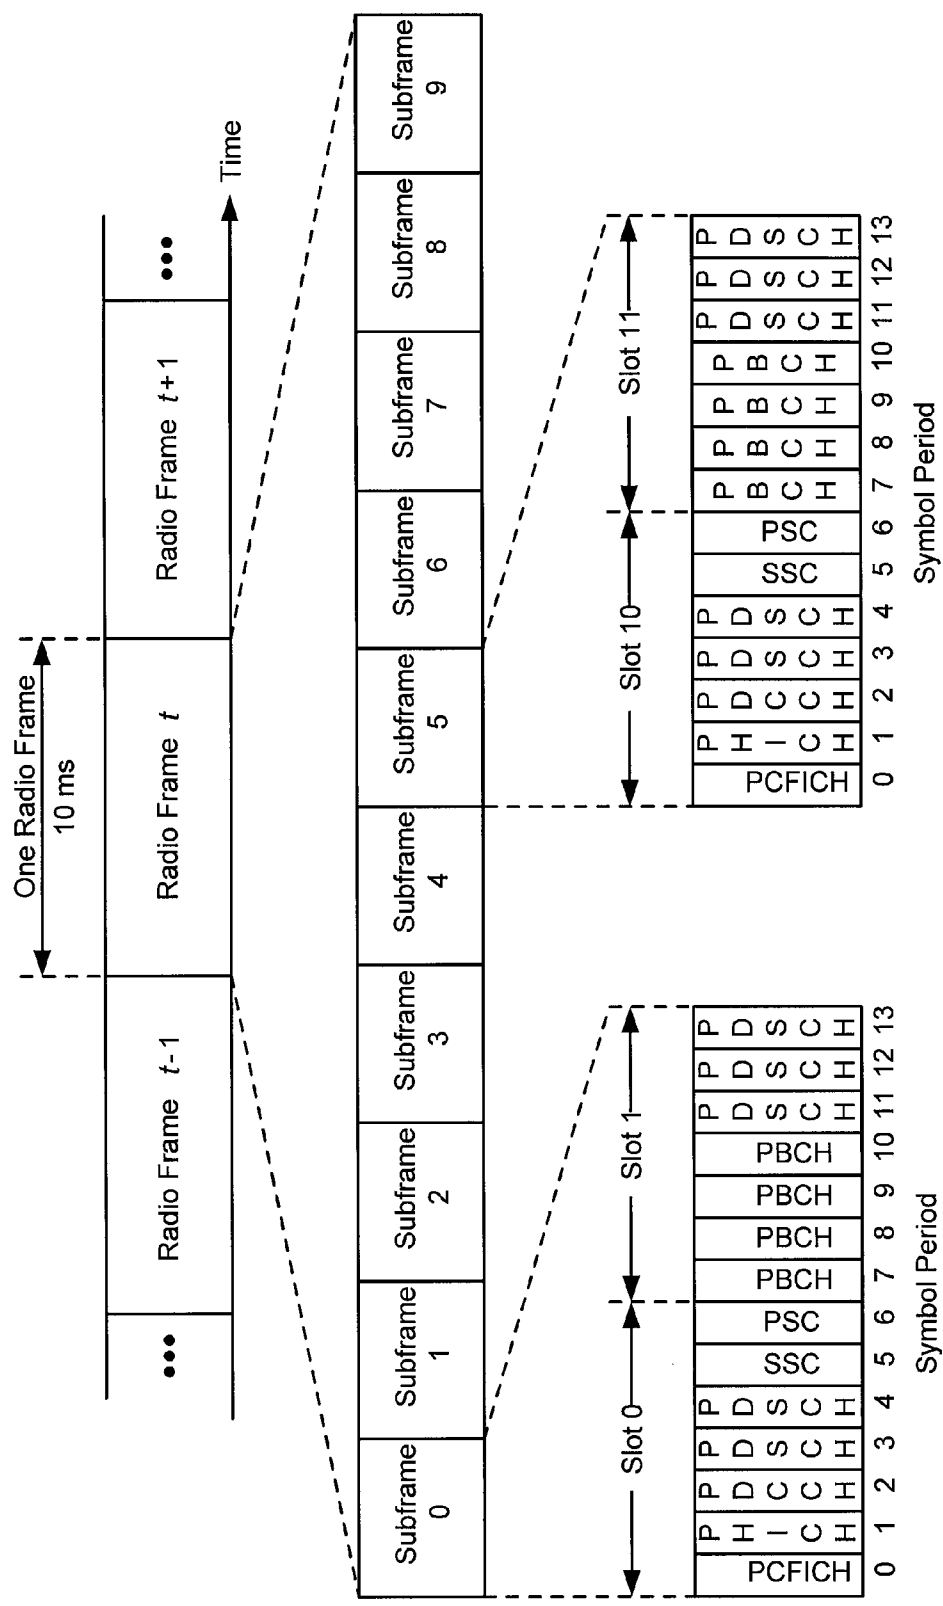 One Radio Frame
10 ms
••• 
Radio Frame t-1
Radio Frame t
Radio Frame t+1
•••
Time
Subframe
0
Subframe
1
Subframe
2
Subframe
3
Subframe
4
Subframe
5
Subframe
6
Subframe
7
Subframe
8
Subframe
9
Slot 0
Slot 1
PCFICH
PHICH
PDCCH
PDSCH
PDSCH
SSC
PSC
PBCH
PBCH
PBCH
PBCH
PDSCH
PDSCH
PDSCH
0 1 2 3 4 5 6 7 8 9 10 11 12 13
Symbol Period
Slot 10
Slot 11
PCFICH
PHICH
PDCCH
PDSCH
PDSCH
SSC
PSC
PBCH
PBCH
PBCH
PBCH
PDSCH
PDSCH
PDSCH
0 1 2 3 4 5 6 7 8 9 10 11 12 13
Symbol Period